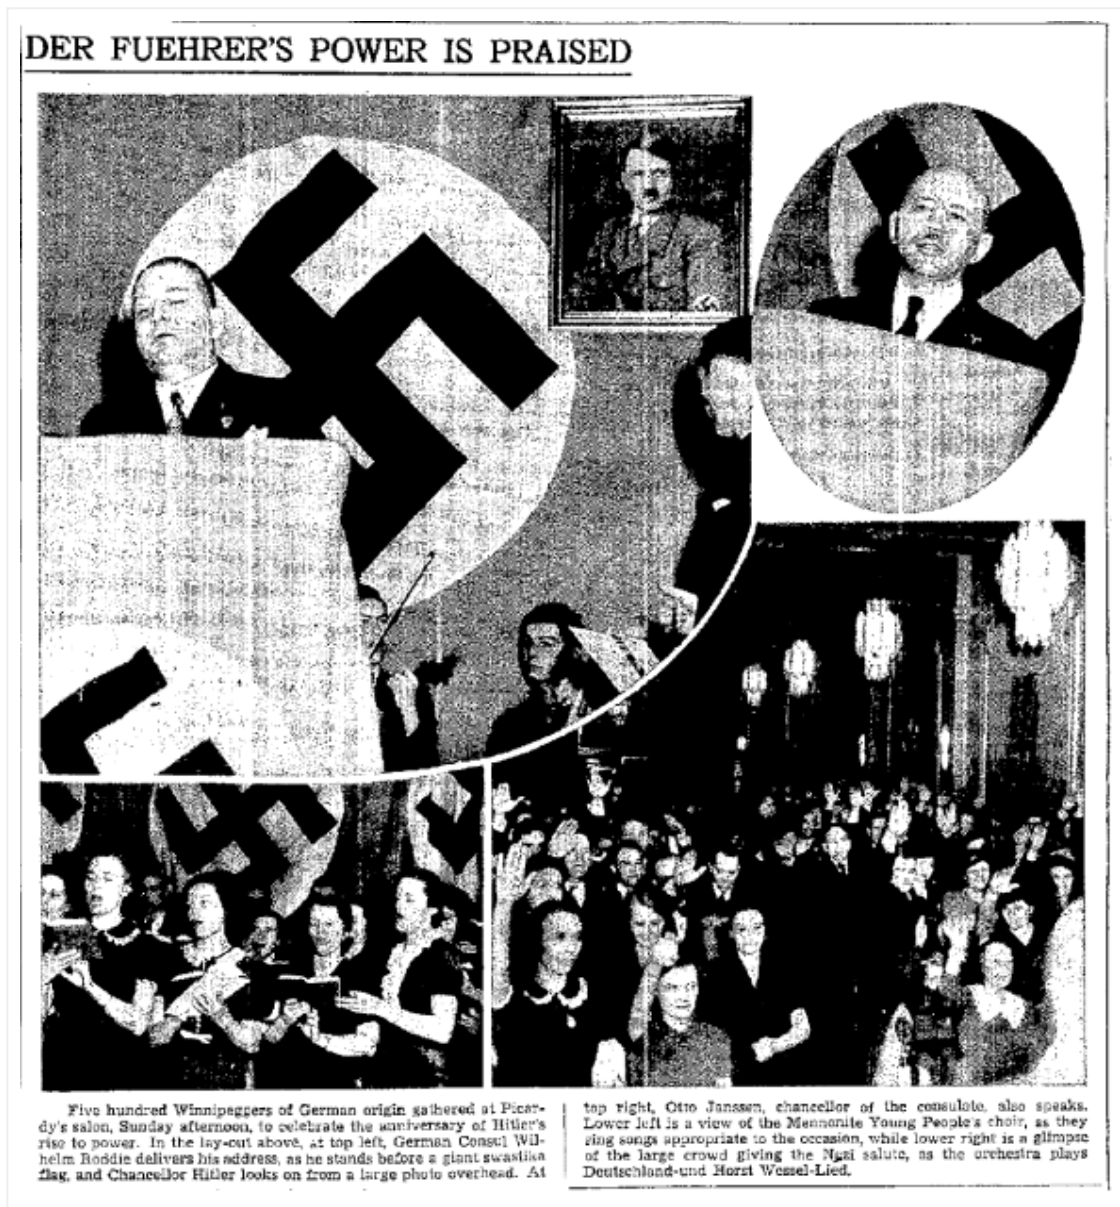 DER FUEHRER'S POWER IS PRAISED
Five hundred Winnipeggers of German origin gathered at Picar-
dy's salon, Sunday afternoon, to celebrate the anniversary of Hitler's
rise to power. In the lay-out above, at top left, German Consul Wil-
helm Roddie delivers his address, as he stands before a giant swastika
flag, and Chancellor Hitler looks on from a large photo overhead. At
top right, Otto Janssen, chancellor of the consulate, also speaks.
Lower left is a view of the Mennonite Young People's choir, as they
sing songs appropriate to the occasion, while lower right is a glimpse
of the large crowd giving the Nazi salute, as the orchestra plays
Deutschland-und Horst Wessel-Lied.